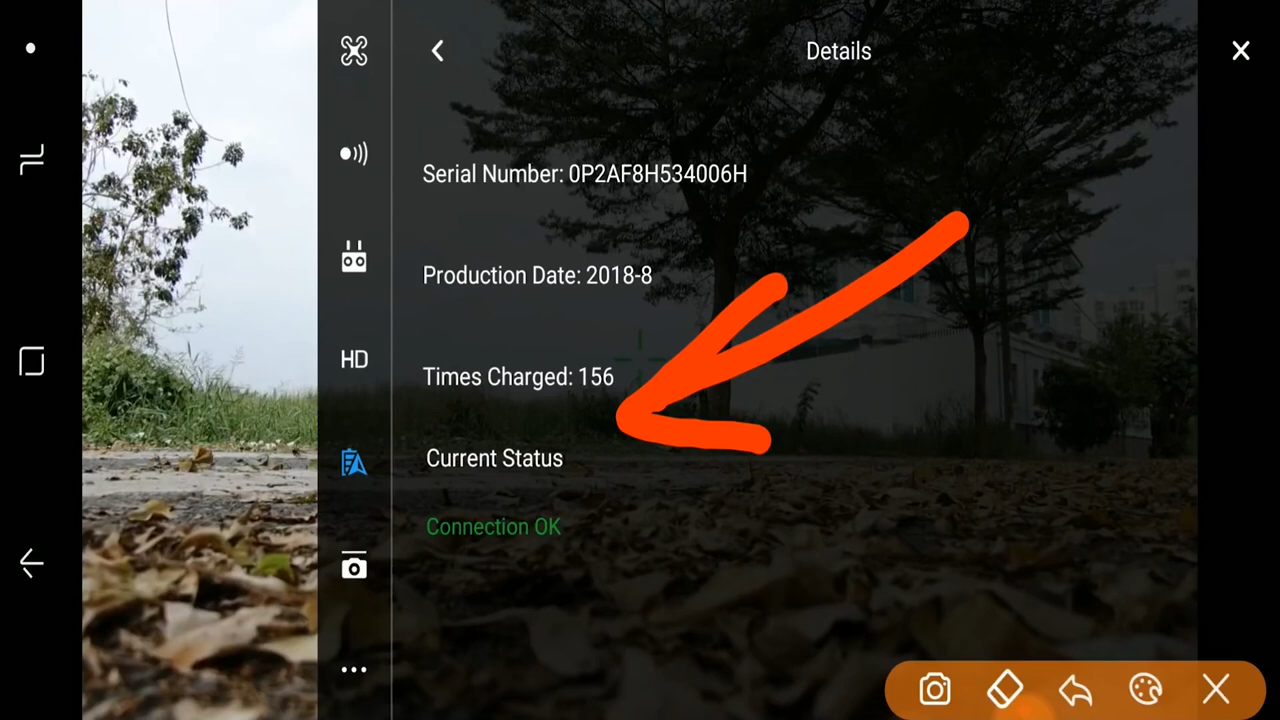 Details
Serial Number: 0P2AF8H534006H
Production Date: 2018-8
Times Charged: 156
HD
Current Status
Connection OK